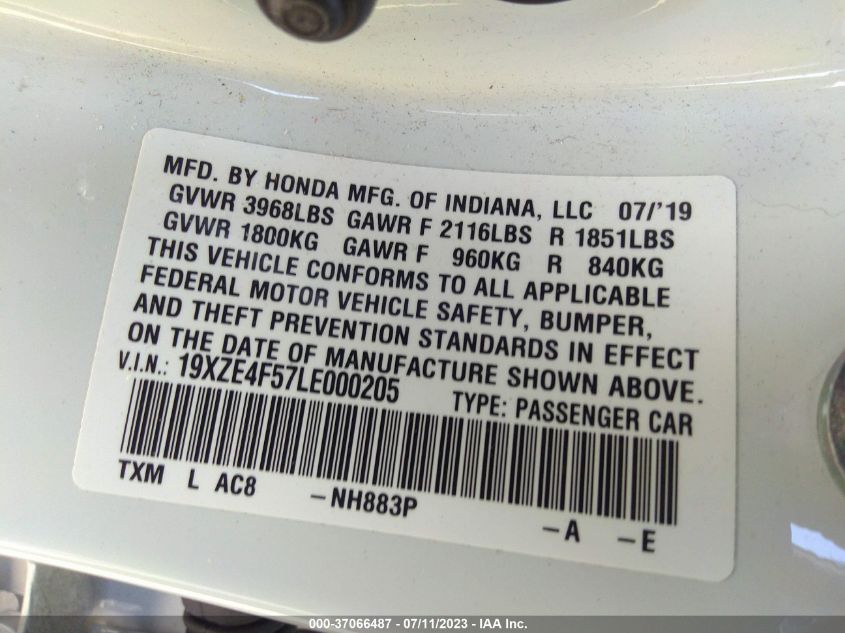 MFD. BY HONDA MFG. OF INDIANA, LLC 07/'19
GVWR 3968LBS GAWR F 2116LBS R 1851LBS
GVWR 1800KG GAWR F 960KG R 840KG
THIS VEHICLE CONFORMS TO ALL APPLICABLE
FEDERAL MOTOR VEHICLE SAFETY, BUMPER,
AND THEFT PREVENTION STANDARDS IN EFFECT
ON THE DATE OF MANUFACTURE SHOWN ABOVE.
V.I.N.: 19XZE4F57LE000205 TYPE: PASSENGER CAR
TXM L AC8 -NH883P -A -E
000-37066487 - 07/11/2023 - IAA Inc.